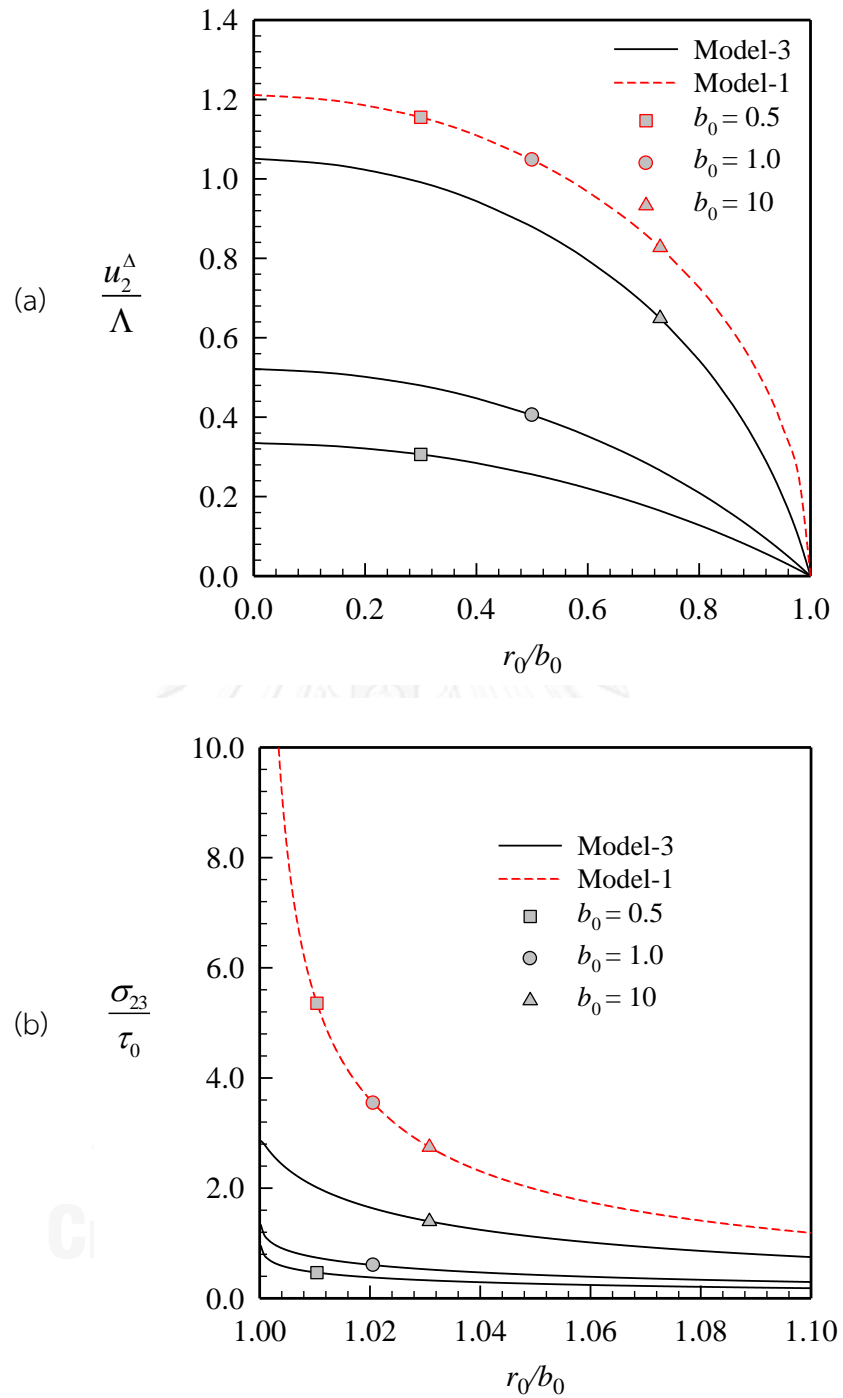 1.4
1.2
1.0
0.8
0.6
0.4
0.2
0.0
Model-3
Model-1
b₀ = 0.5
b₀ = 1.0
b₀ = 10
(a)
u₂^Δ
Λ
0.0 0.2 0.4 0.6 0.8 1.0
r₀/b₀
10.0
8.0
6.0
4.0
2.0
0.0
Model-3
Model-1
b₀ = 0.5
b₀ = 1.0
b₀ = 10
(b)
σ₂₃
τ₀
1.00 1.02 1.04 1.06 1.08 1.10
r₀/b₀